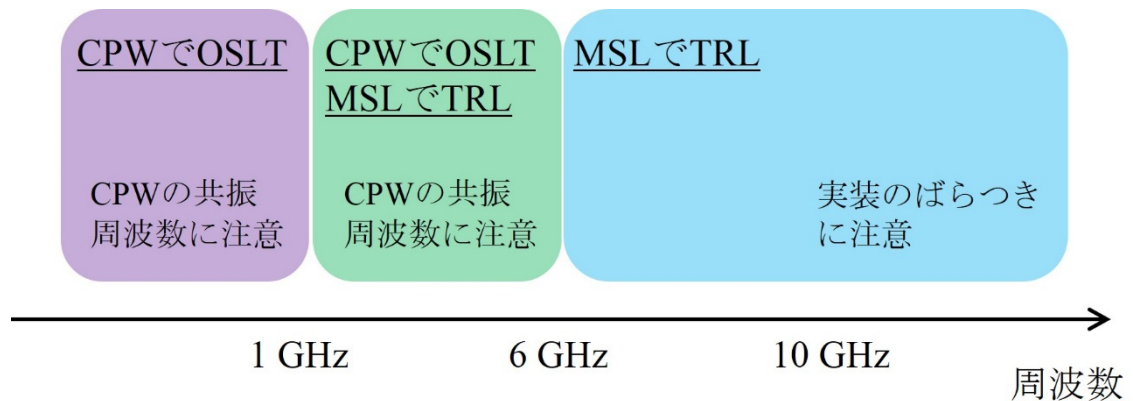 CPWでOSLT
CPWの共振
周波数に注意
CPWでOSLT
MSLでTRL
CPWの共振
周波数に注意
MSLでTRL
実装のばらつき
に注意
1 GHz
6 GHz
10 GHz
周波数